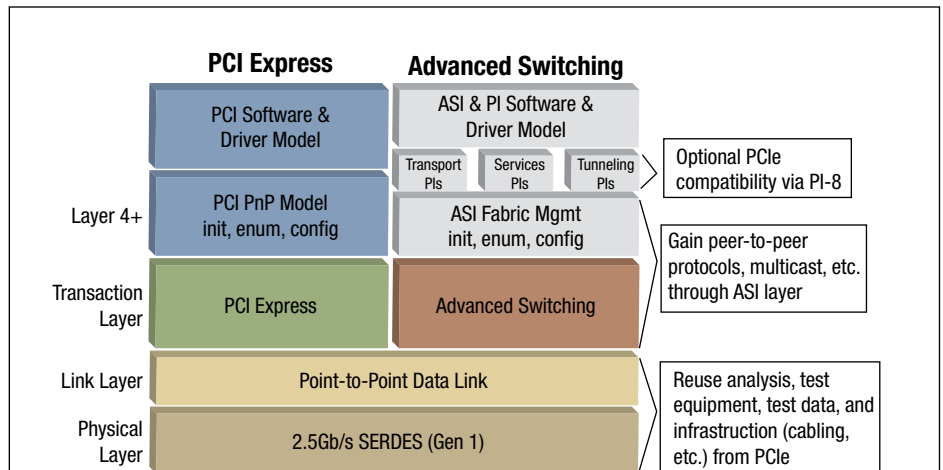 PCI Express
Advanced Switching
PCI Software &
Driver Model
ASI & PI Software &
Driver Model
Transport
PIs
Services
PIs
Tunneling
PIs
Optional PCIe
compatibility via PI-8
Layer 4+
PCI PnP Model
init, enum, config
ASI Fabric Mgmt
init, enum, config
Gain peer-to-peer
protocols, multicast, etc.
through ASI layer
Transaction
Layer
PCI Express
Advanced Switching
Link Layer
Point-to-Point Data Link
Reuse analysis, test
equipment, test data, and
infrastruction (cabling,
etc.) from PCIe
Physical
Layer
2.5Gb/s SERDES (Gen 1)